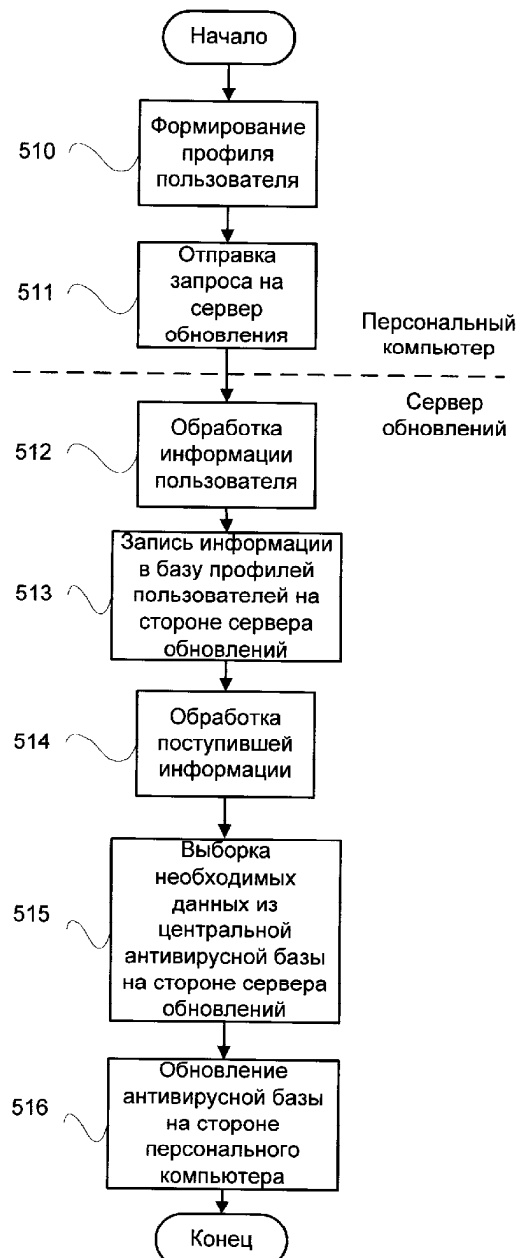 Начало
510
Формирование
профиля
пользователя
511
Отправка
запроса на
сервер
обновления
Персональный
компьютер
Сервер
обновлений
512
Обработка
информации
пользователя
513
Запись информации
в базу профилей
пользователей на
стороне сервера
обновлений
514
Обработка
поступившей
информации
515
Выборка
необходимых
данных из
центральной
антивирусной базы
на стороне сервера
обновлений
516
Обновление
антивирусной базы
на стороне
персонального
компьютера
Конец